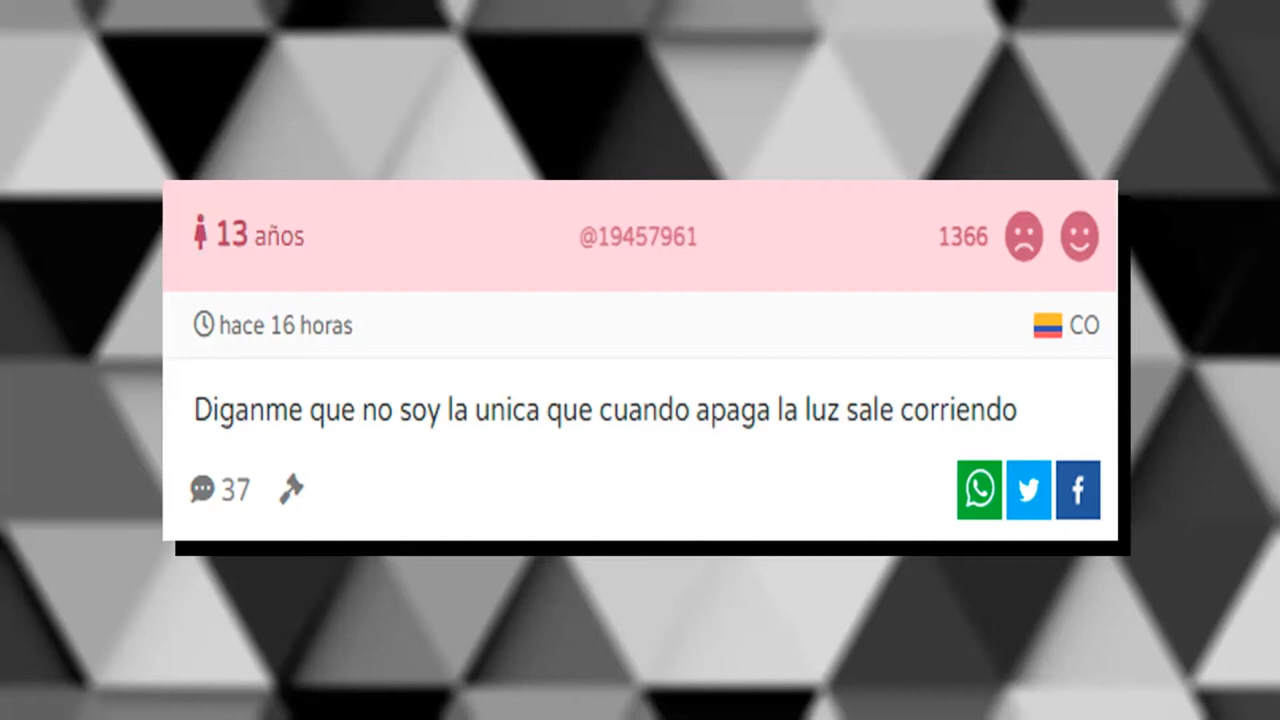 13 años @19457961 1366
hace 16 horas CO
Diganme que no soy la unica que cuando apaga la luz sale corriendo
37